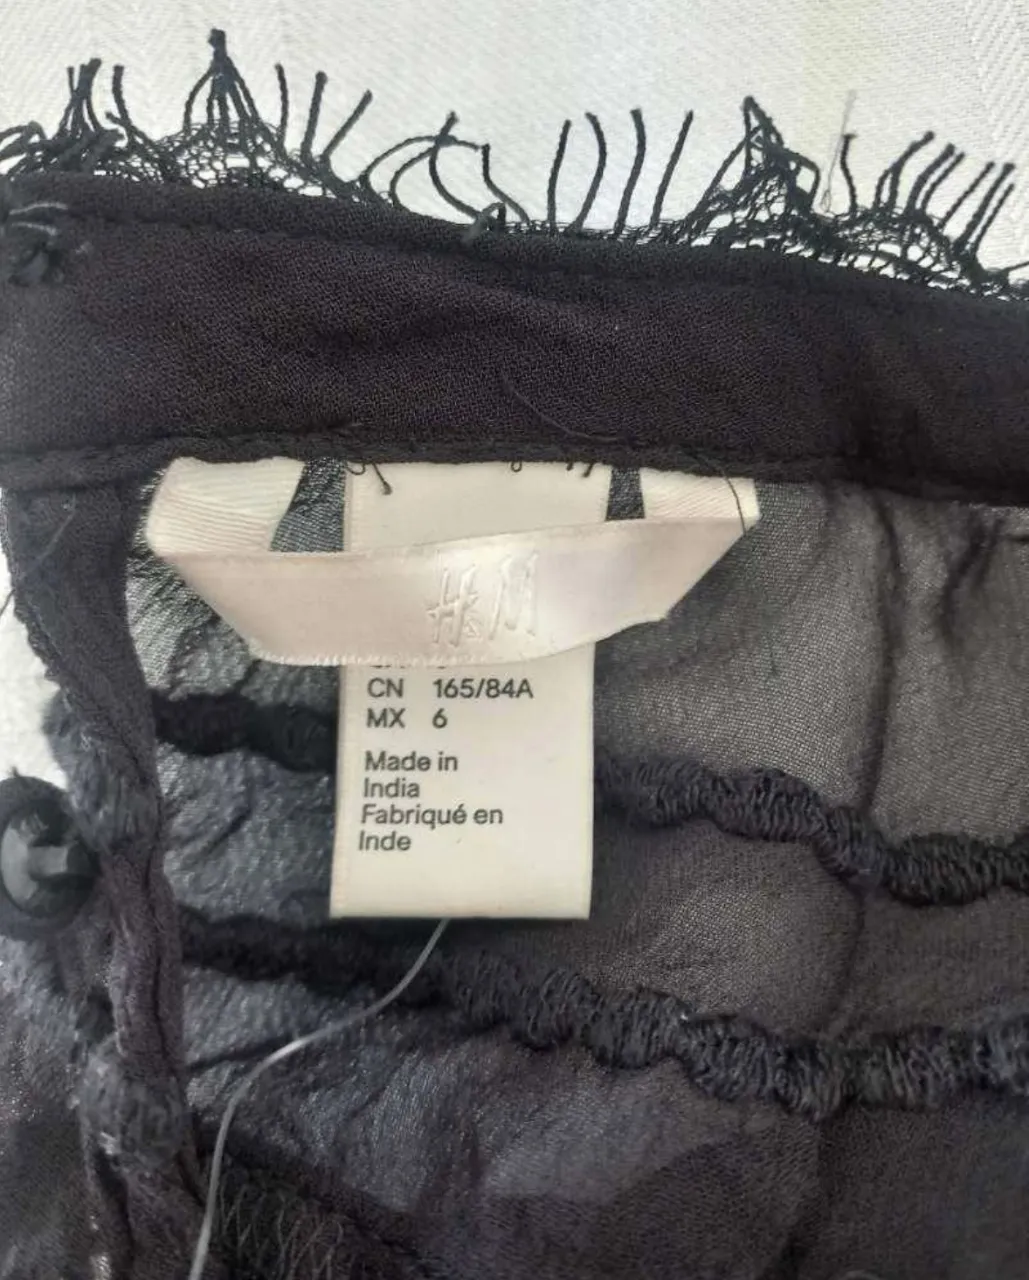 H&M
CN 165/84A
MX 6
Made in
India
Fabriqué en
Inde